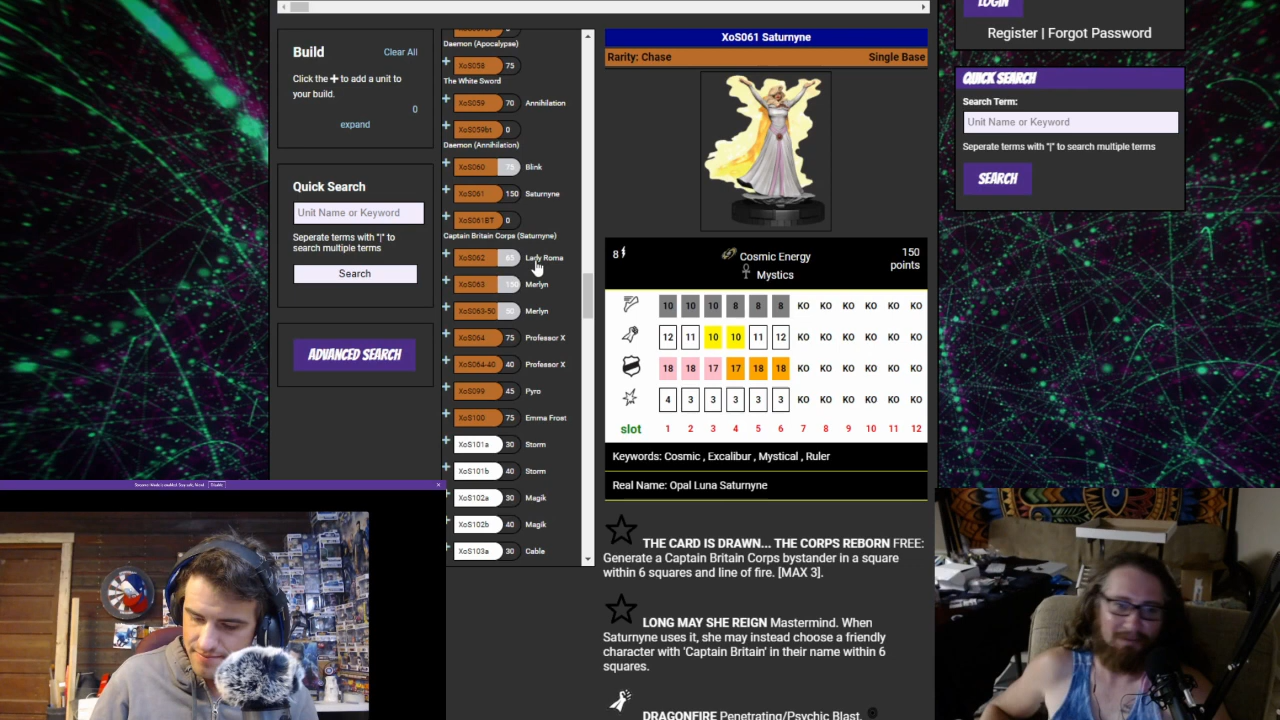 Build
Clear All
Click the + to add a unit to
your build.
0
expand
Quick Search
Unit Name or Keyword
Seperate terms with "|" to
search multiple terms
Search
ADVANCED SEARCH
Daemon (Apocalypse)
XoS058 75
The White Sword
XoS059 70 Annihilation
XoS059bt 0
Daemon (Annihilation)
XoS060 75 Blink
XoS061 150 Saturnyne
XoS061BT 0
Captain Britain Corps (Saturnyne)
XoS062 65 Lady Roma
XoS063 150 Merlyn
XoS063-50 50 Merlyn
XoS064 75 Professor X
XoS064-40 40 Professor X
XoS099 45 Pyro
XoS100 75 Emma Frost
XoS101a 30 Storm
XoS101b 40 Storm
XoS102a 30 Magik
XoS102b 40 Magik
XoS103a 30 Cable
XoS061 Saturnyne
Rarity: Chase Single Base
8 Cosmic Energy 150
Mystics points
10 10 10 8 8 8 KO KO KO KO KO KO
12 11 10 10 11 12 KO KO KO KO KO KO
18 18 17 17 18 18 KO KO KO KO KO KO
4 3 3 3 3 3 KO KO KO KO KO KO
slot 1 2 3 4 5 6 7 8 9 10 11 12
Keywords: Cosmic , Excalibur , Mystical , Ruler
Real Name: Opal Luna Saturnyne
THE CARD IS DRAWN... THE CORPS REBORN FREE:
Generate a Captain Britain Corps bystander in a square
within 6 squares and line of fire. [MAX 3].
LONG MAY SHE REIGN Mastermind. When
Saturnyne uses it, she may instead choose a friendly
character with 'Captain Britain' in their name within 6
squares.
DRAGONFIRE Penetrating/Psychic Blast.
LOGIN
Register | Forgot Password
QUICK SEARCH
Search Term:
Unit Name or Keyword
Seperate terms with "|" to search multiple terms
SEARCH
Disable